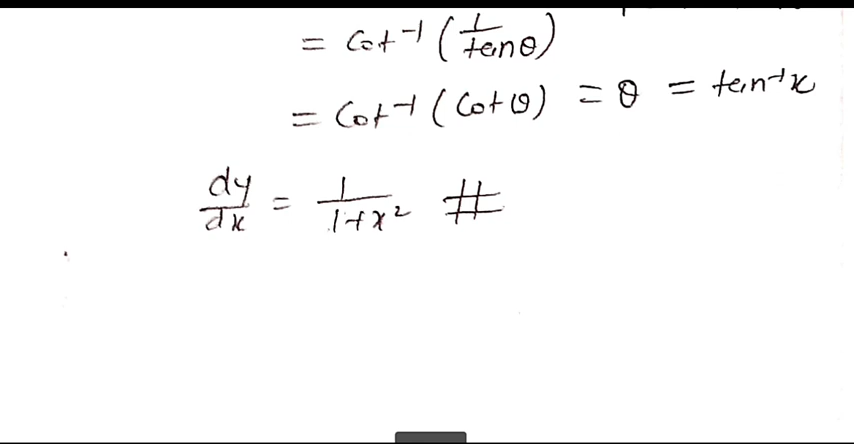 = Cot⁻¹ (1/tanθ)
= Cot⁻¹ (Cot θ) = θ = tan⁻¹x
dy/dx = 1/1+x² #